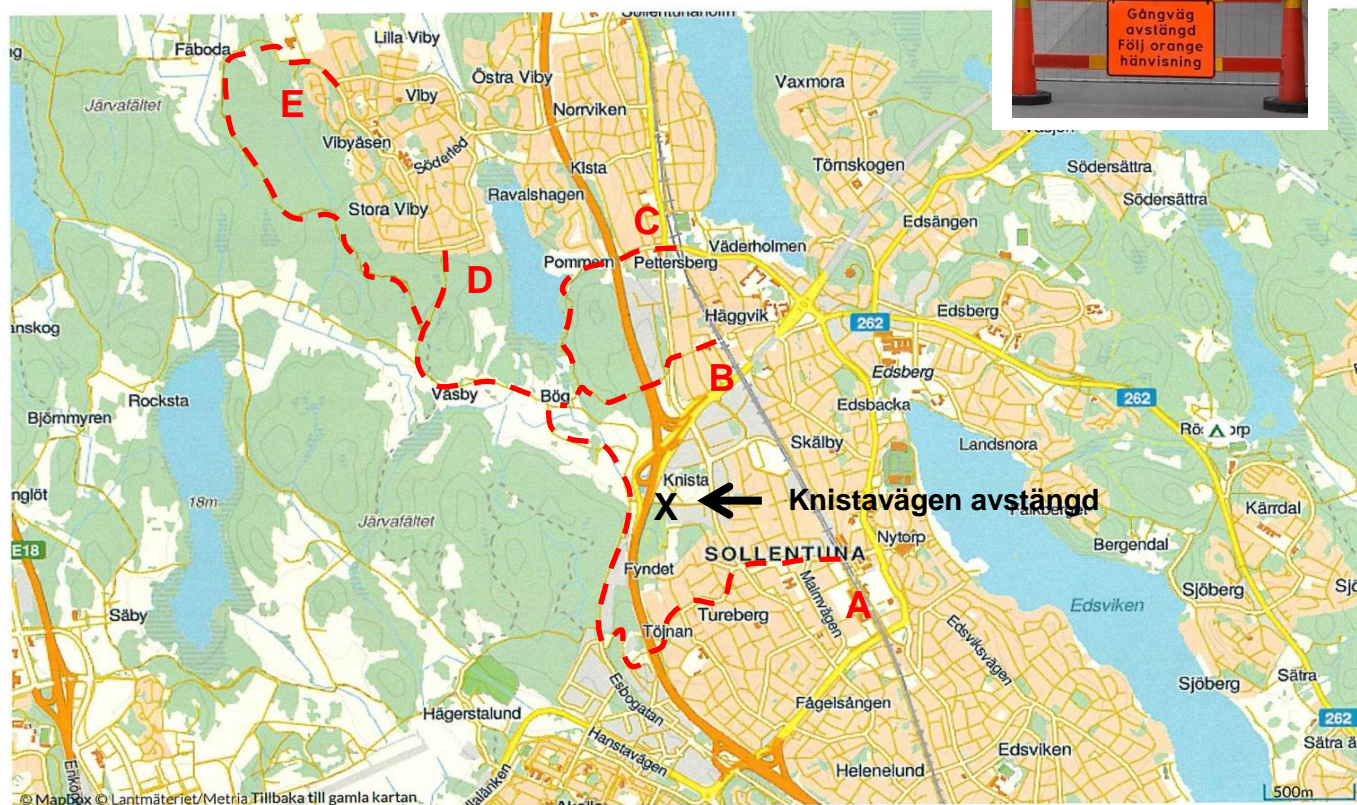 Sollentunaholm
Gångväg
avstängd
Följ orange
hänvisning
Fäboda
Lilla Viby
Östra Viby
Vaxmora
Järvafältet
E
Viby
Norrviken
Vibyåsen
Söderled
Kista
Törnskogen
Södersättra
Ravalshagen
Södersättra
Stora Viby
Edsängen
C
Väderholmen
Pommern
Pettersberg
D
Häggvik
262
Edsberg
Edsberg
B
Väsby
Bög
Rocksta
Edsbacka
262
Björnmyren
Skälby
Landsnora
Knista
18m
X
Knistavägen avstängd
Kärrdal
Järvafältet
Nytorp
Bergendal
E18
SOLLENTUNA
Fyndet
Sjöberg
Malmvägen
A
Edsviken
Säby
Tureberg
Töjnan
Edsviksvägen
Esbogatan
Sjöberg
Sätra
Hägerstalund
Fågelsången
262
Hanstavägen
Edsviken
Helenelund
500m
© Mapbox © Lantmäteriet/Metria Tillbaka till gamla kartan